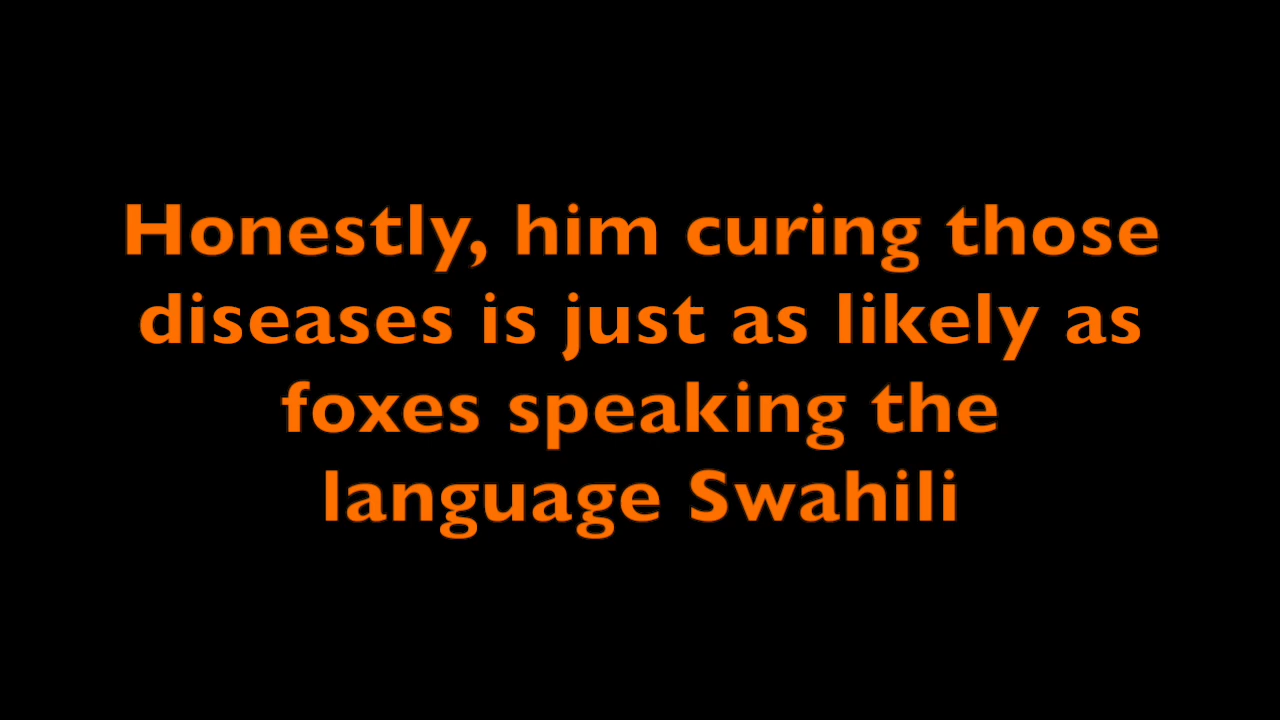 Honestly, him curing those
diseases is just as likely as
foxes speaking the
language Swahili